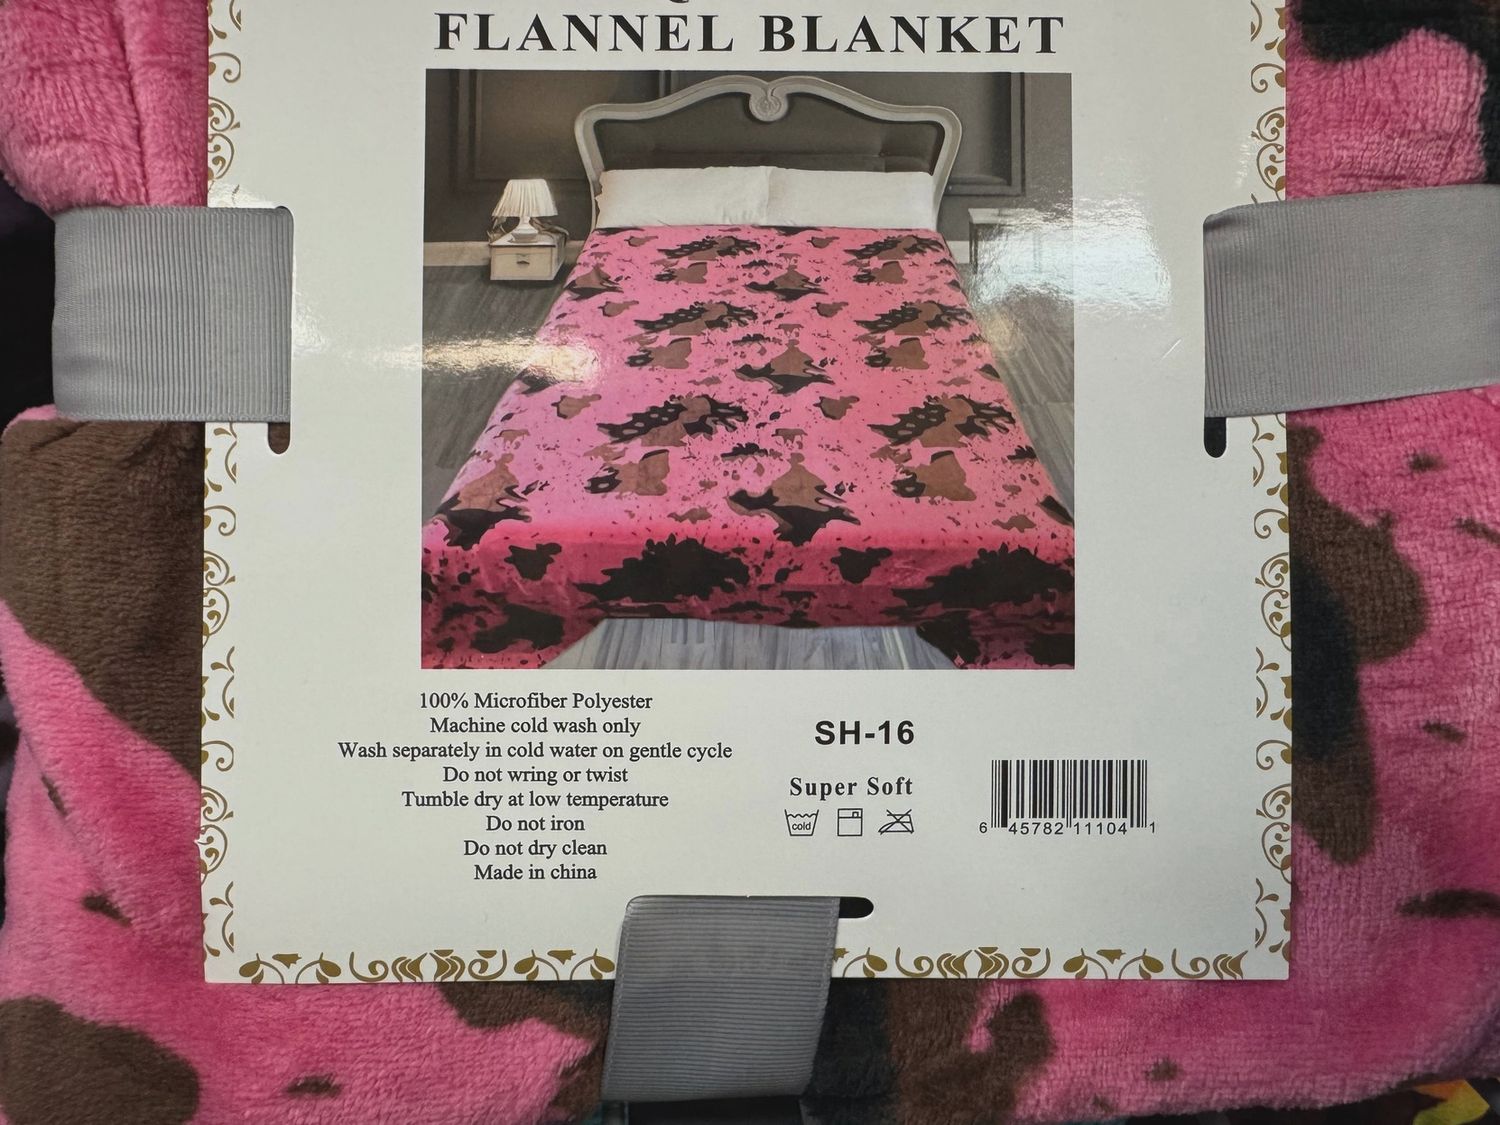 FLANNEL BLANKET
100% Microfiber Polyester
Machine cold wash only
Wash separately in cold water on gentle cycle
Do not wring or twist
Tumble dry at low temperature
Do not iron
Do not dry clean
Made in china
SH-16
Super Soft
cold
6 45782 11104 1